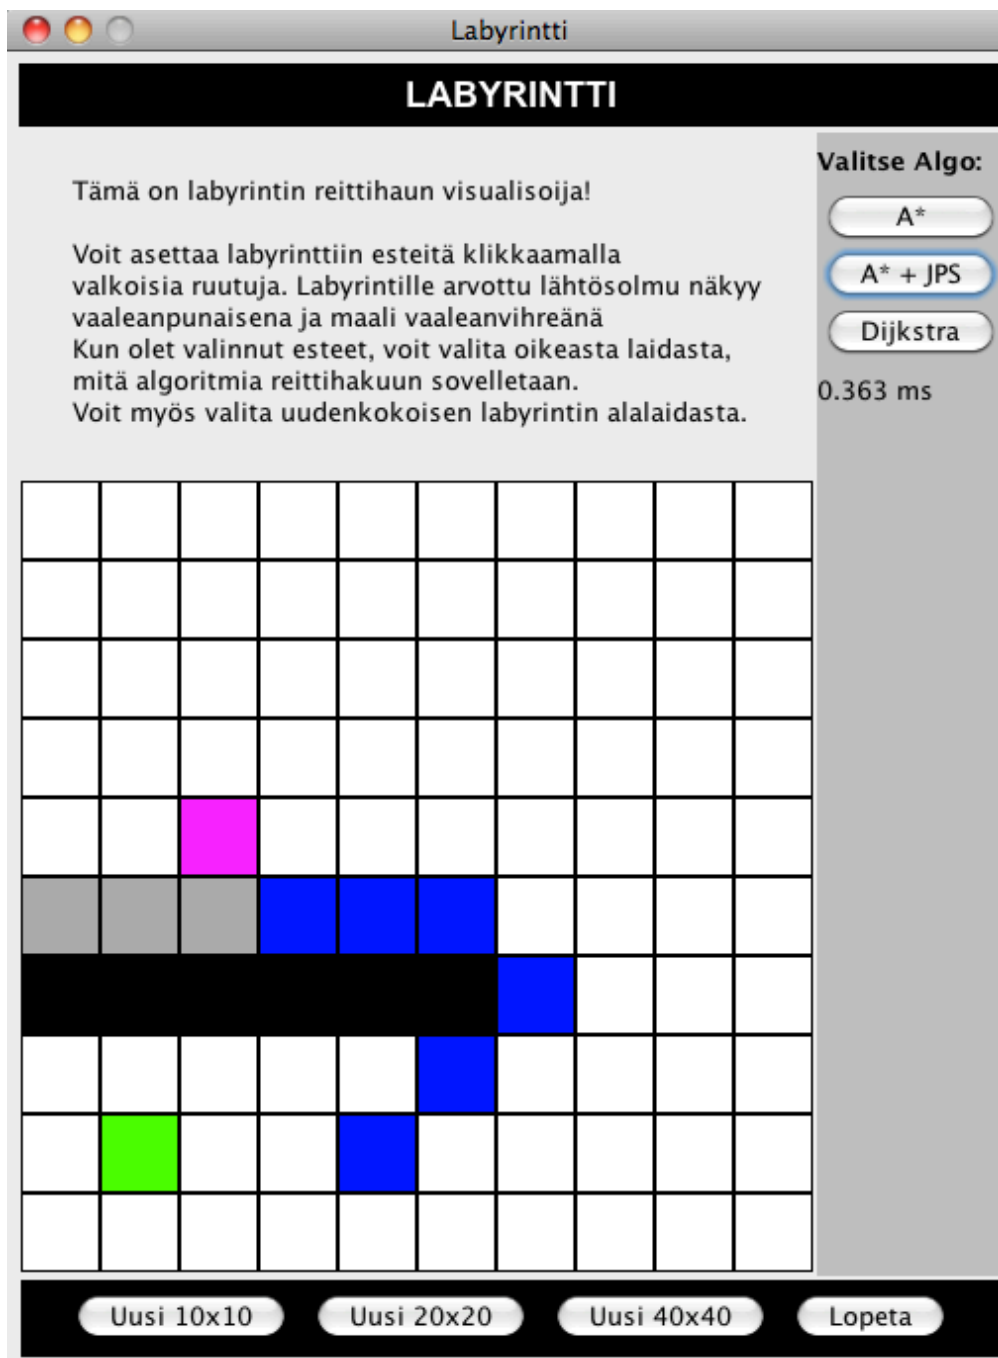 Labyrintti
LABYRINTTI
Tämä on labyrintin reittihaun visualisoija!
Voit asettaa labyrinttiin esteitä klikkaamalla
valkoisia ruutuja. Labyrintille arvottu lähtösolmu näkyy
vaaleanpunaisena ja maali vaaleanvihreänä
Kun olet valinnut esteet, voit valita oikeasta laidasta,
mitä algoritmia reittihakuun sovelletaan.
Voit myös valita uudenkokoisen labyrintin alalaidasta.
Valitse Algo:
A*
A* + JPS
Dijkstra
0.363 ms
Uusi 10x10
Uusi 20x20
Uusi 40x40
Lopeta